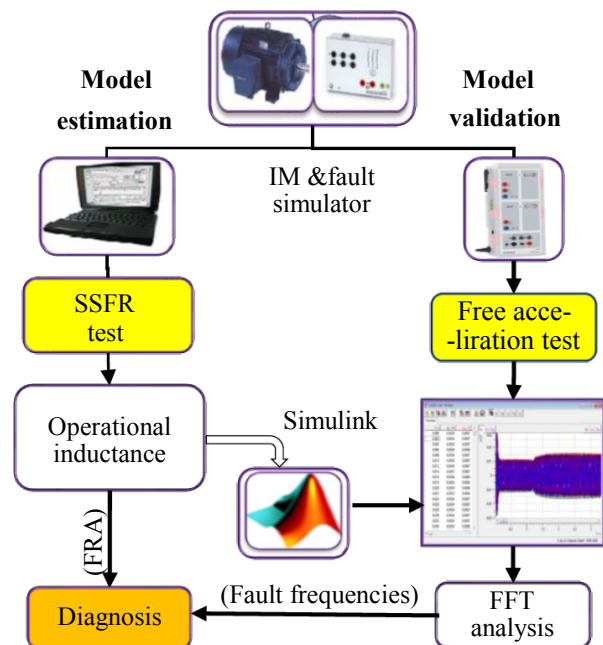 Model
estimation
Model
validation
IM &fault
simulator
SSFR
test
Free acce-
-liration test
Operational
inductance
Simulink
(FRA)
Diagnosis
(Fault frequencies)
FFT
analysis